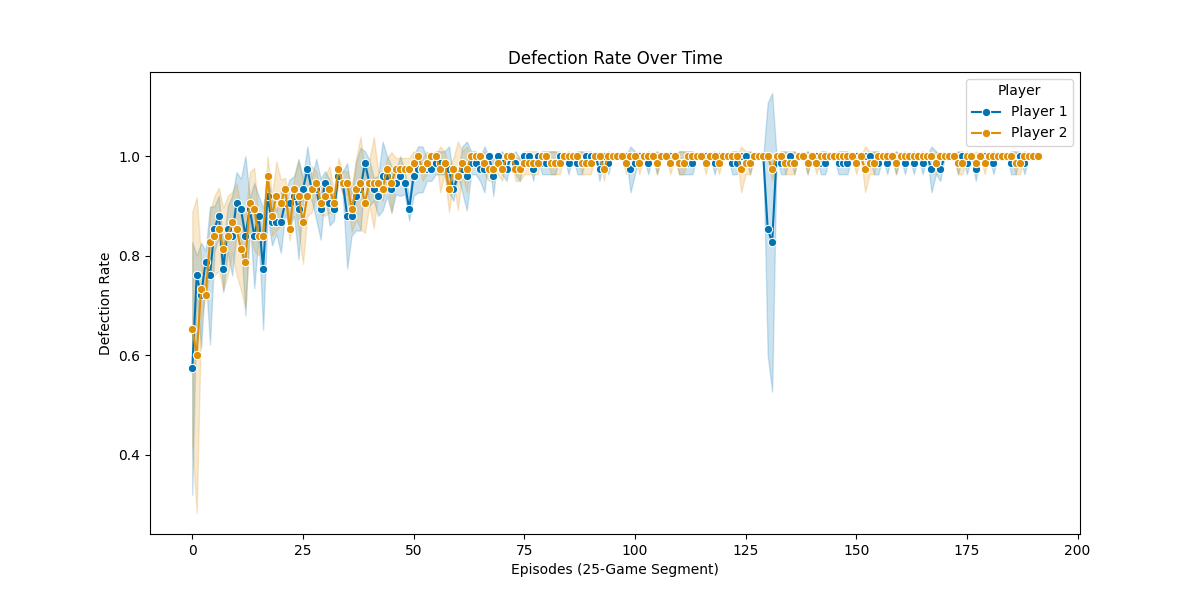 Defection Rate Over Time
Player
Player 1
Player 2
Defection Rate
1.0
0.8
0.6
0.4
0 25 50 75 100 125 150 175 200
Episodes (25-Game Segment)